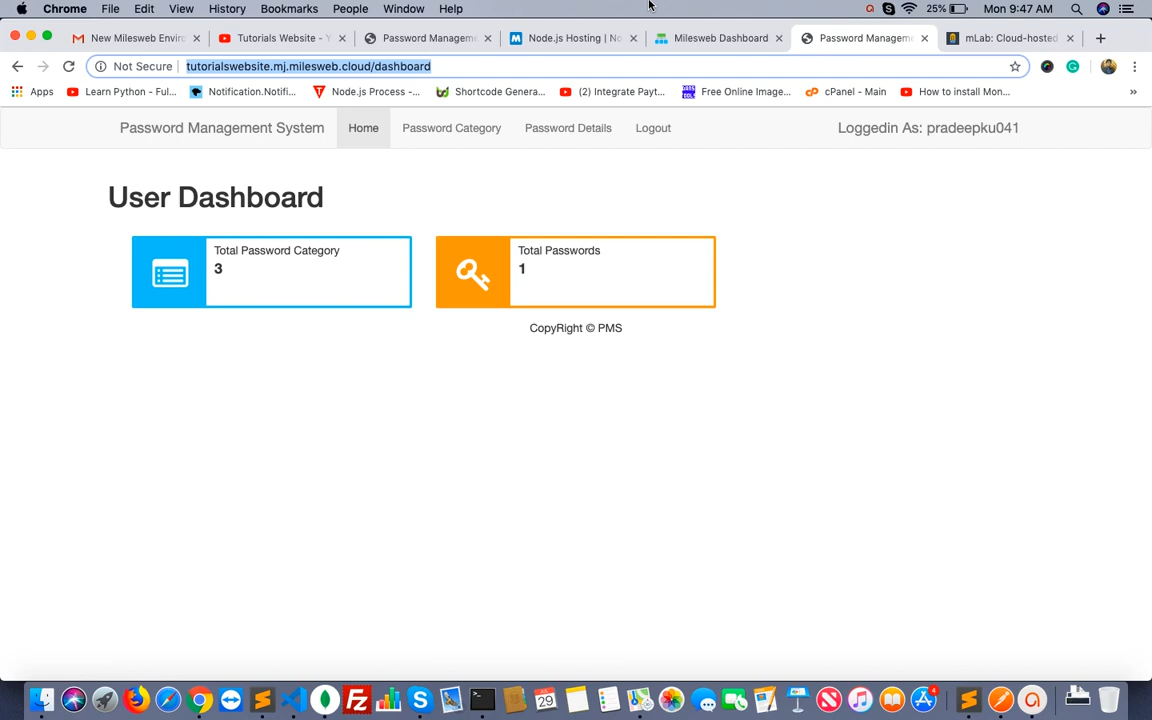 Chrome File Edit View History Bookmarks People Window Help 25% Mon 9:47 AM
New Milesweb Enviro Tutorials Website - Y Password Managem Node.js Hosting | No Milesweb Dashboard Password Managem mLab: Cloud-hosted
Not Secure tutorialswebsite.mj.milesweb.cloud/dashboard
Apps Learn Python - Ful... Notification.Notifi... Node.js Process -... Shortcode Genera... (2) Integrate Payt... Free Online Image... cPanel - Main How to install Mon... »
Password Management System Home Password Category Password Details Logout Loggedin As: pradeepku041
User Dashboard
Total Password Category
3
Total Passwords
1
CopyRight © PMS